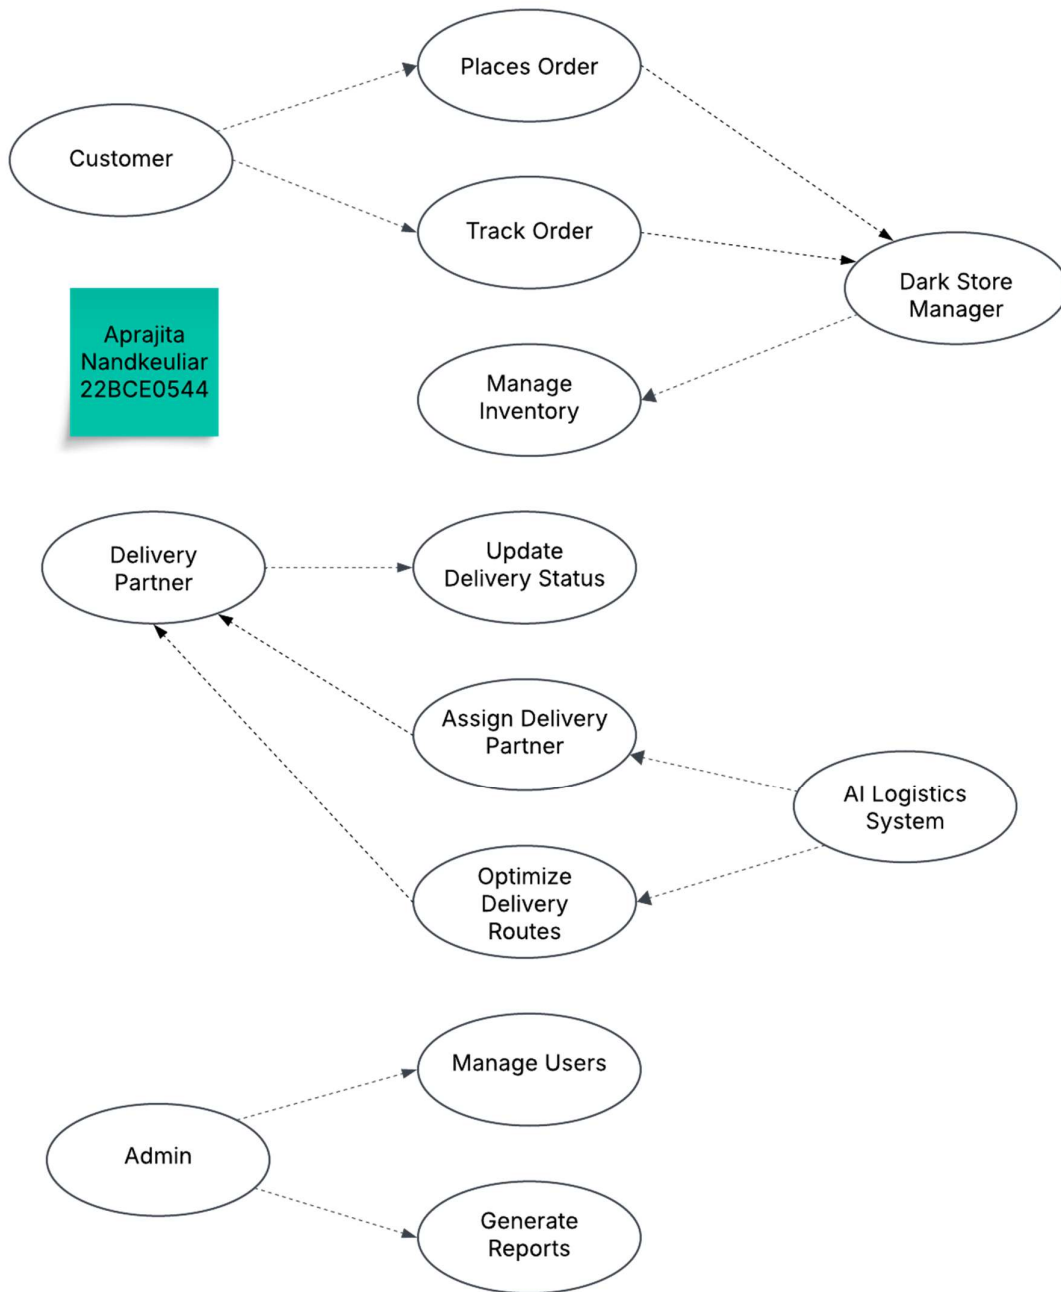 Places Order
Customer
Track Order
Dark Store
Manager
Aprajita
Nandkeuliar
22BCE0544
Manage
Inventory
Delivery
Partner
Update
Delivery Status
Assign Delivery
Partner
AI Logistics
System
Optimize
Delivery
Routes
Manage Users
Admin
Generate
Reports